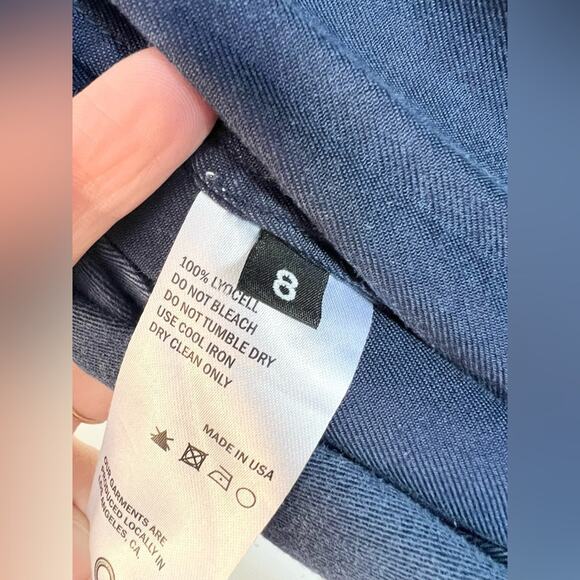 8
100% LYOCELL
DO NOT BLEACH
DO NOT TUMBLE DRY
USE COOL IRON
DRY CLEAN ONLY
MADE IN USA
OUR GARMENTS ARE
PRODUCED LOCALLY IN
LOS ANGELES, CA.